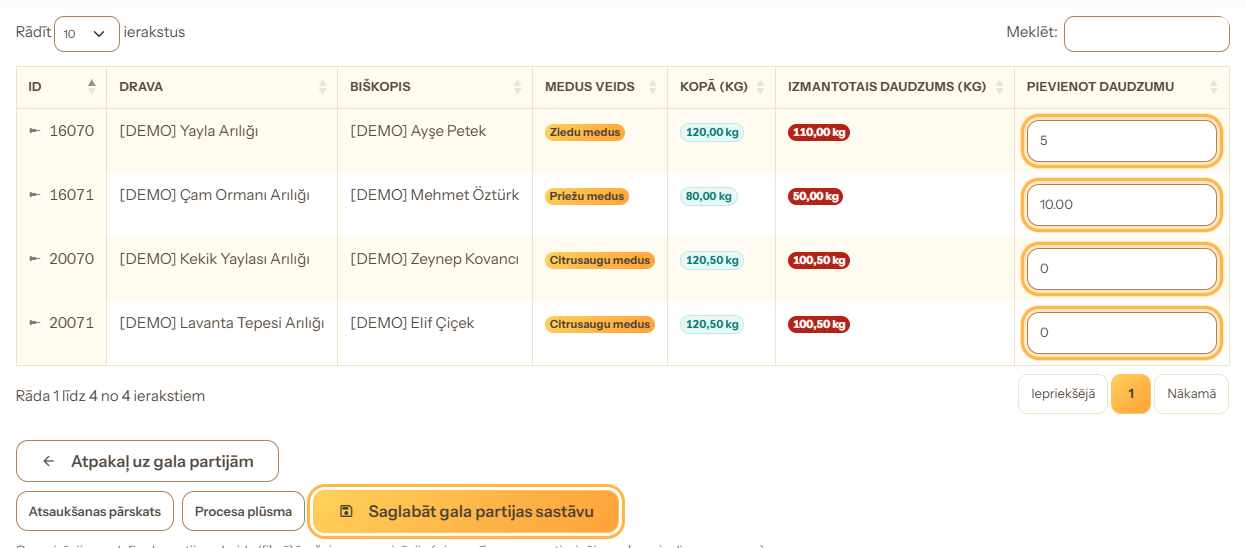 Rādīt 10 ierakstus Meklēt:
ID DRAVA BIŠKOPIS MEDUS VEIDS KOPĀ (KG) IZMANTOTAIS DAUDZUMS (KG) PIEVIENOT DAUDZUMU
16070 [DEMO] Yayla Arılığı [DEMO] Ayşe Petek Ziedu medus 120,00 kg 110,00 kg 5
16071 [DEMO] Çam Ormanı Arılığı [DEMO] Mehmet Öztürk Priežu medus 80,00 kg 50,00 kg 10.00
20070 [DEMO] Kekik Yaylası Arılığı [DEMO] Zeynep Kovancı Citrusaugu medus 120,50 kg 100,50 kg 0
20071 [DEMO] Lavanta Tepesi Arılığı [DEMO] Elif Çiçek Citrusaugu medus 120,50 kg 100,50 kg 0
Rāda 1 līdz 4 no 4 ierakstiem Iepriekšējā 1 Nākamā
Atpakaļ uz gala partijām
Atsaukšanas pārskats Procesa plūsma Saglabāt gala partijas sastāvu